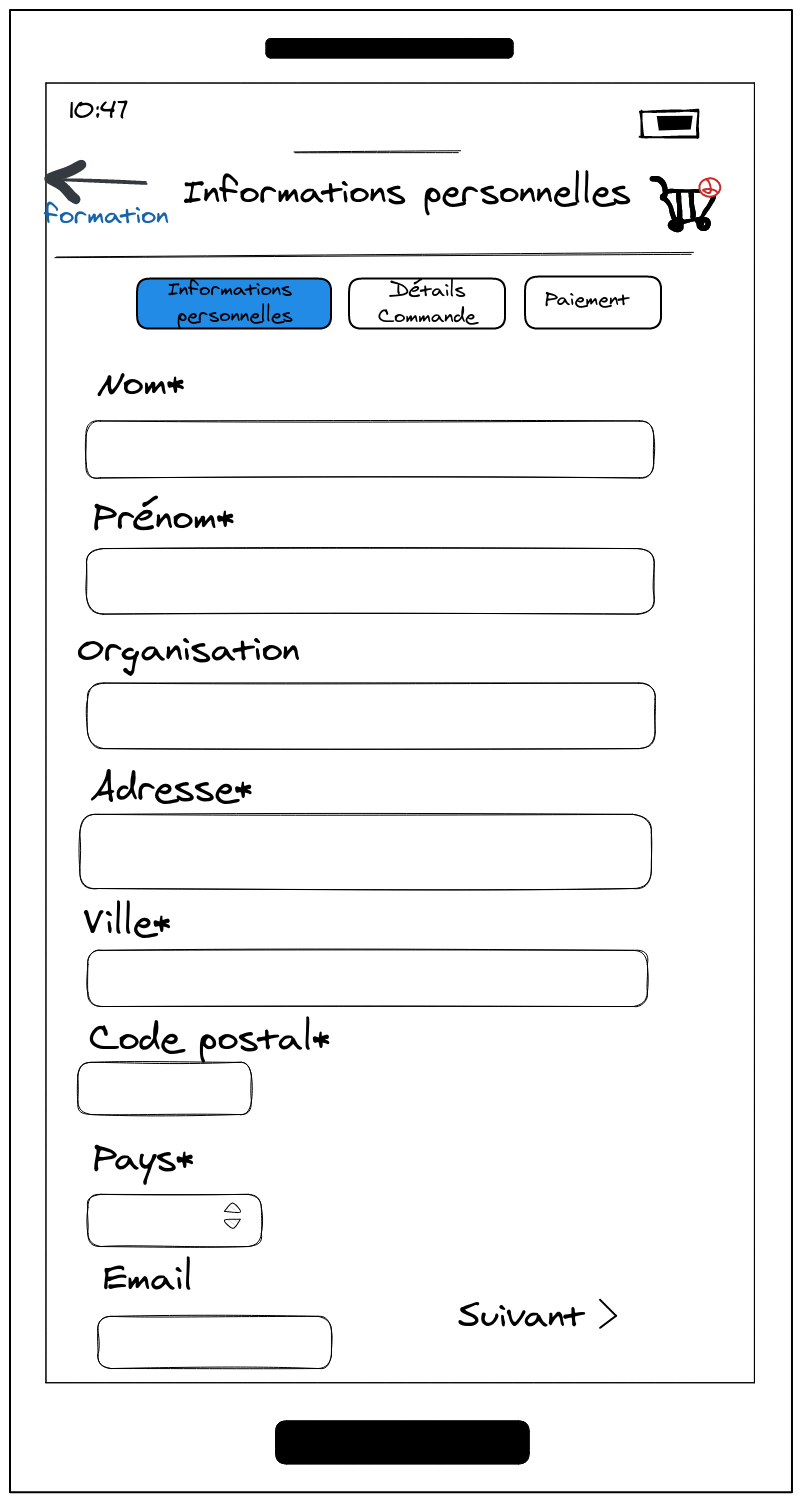 10:47
Informations personnelles
formation
Informations
personnelles
Détails
Commande
Paiement
Nom*
Prénom*
Organisation
Adresse*
Ville*
Code postal*
Pays*
Email
Suivant >